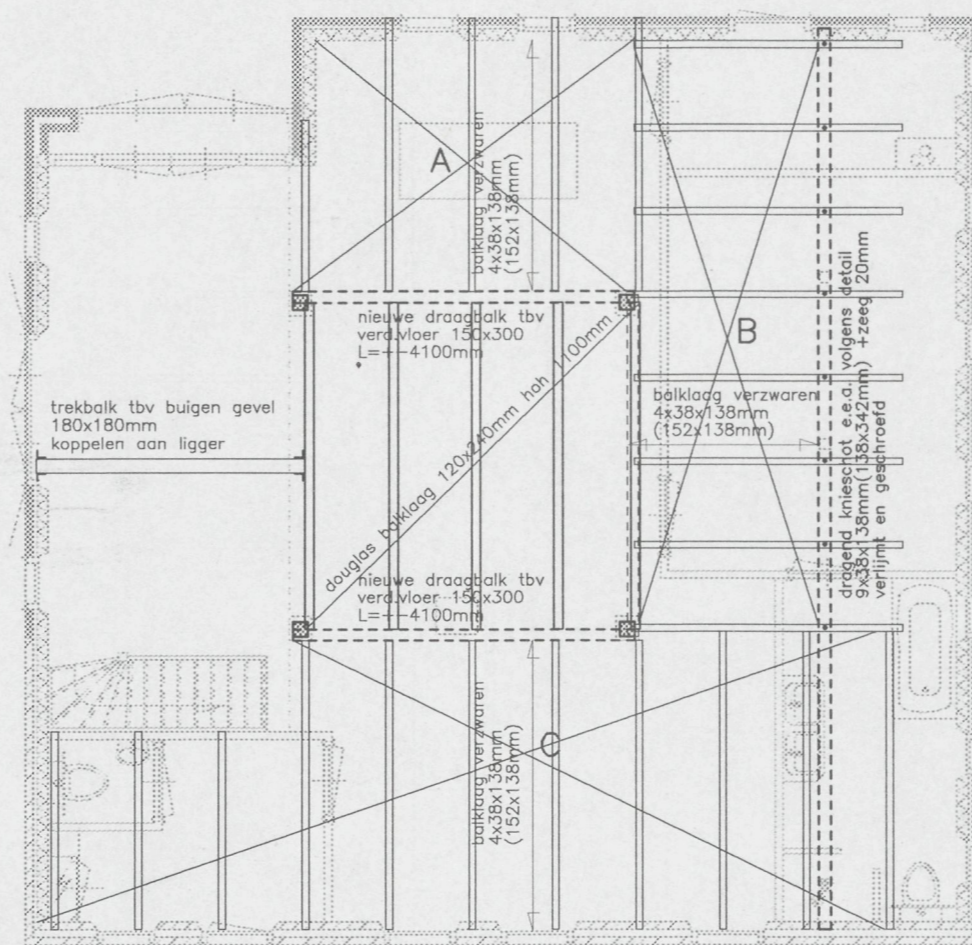 A
balklaag verzwaren
4x38x138mm
(152x138mm)
nieuwe draagbalk tbv
verd.vloer 150x300
L=+-4100mm
B
dragend knieschot e.e.a. volgens detail
9x38x138mm(138x342mm) +zeeg 20mm
verlijmt en geschroefd
balklaag verzwaren
4x38x138mm
(152x138mm)
trekbalk tbv buigen gevel
180x180mm
koppelen aan ligger
douglas balklaag 120x240mm hoh 1100mm
nieuwe draagbalk tbv
verd.vloer 150x300
L=+-4100mm
balklaag verzwaren
4x38x138mm
(152x138mm)
C